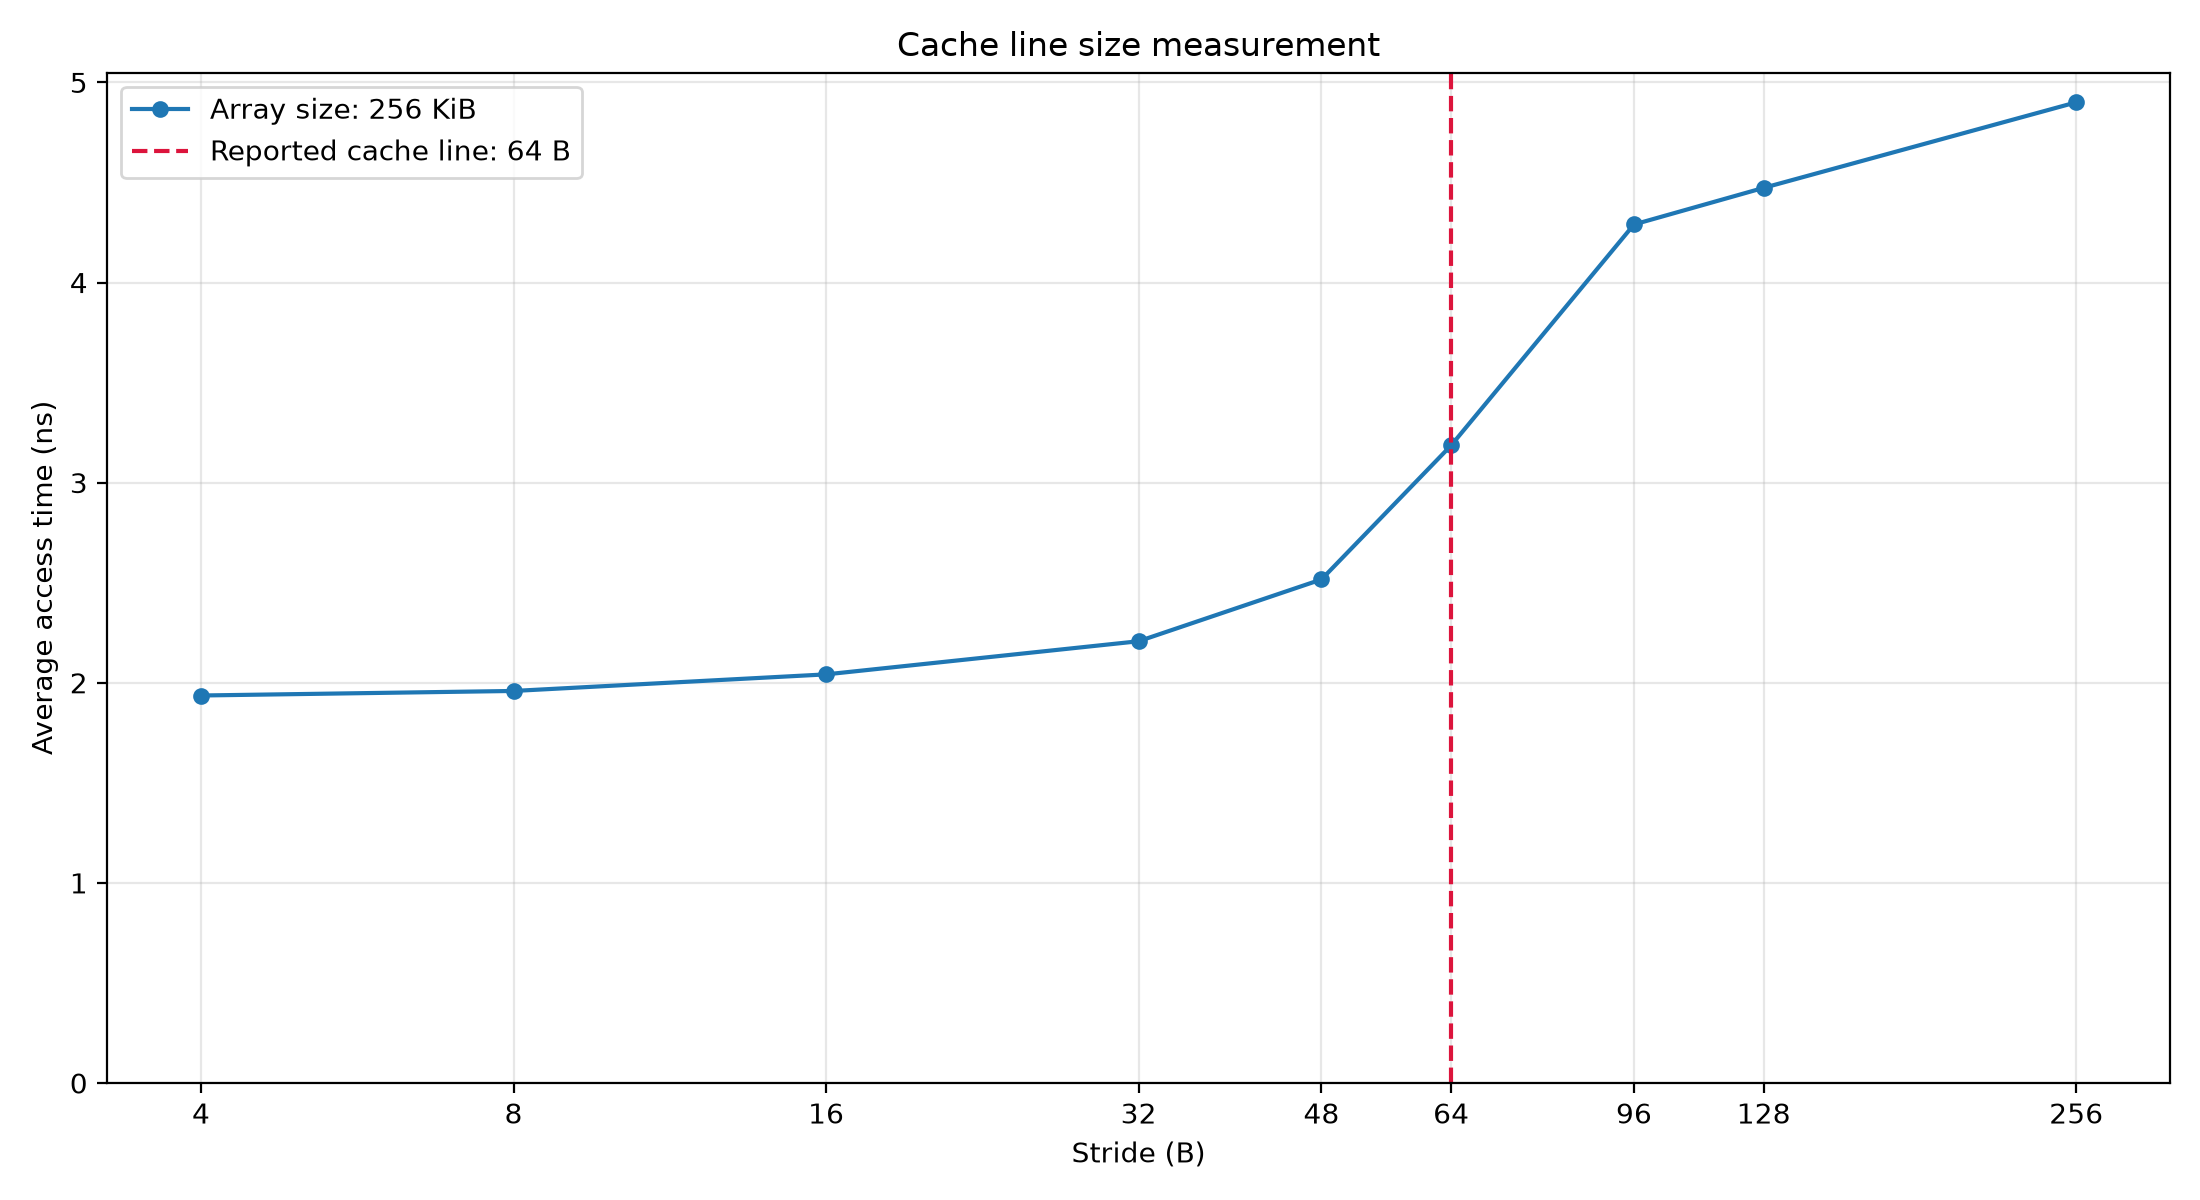 Cache line size measurement
Array size: 256 KiB
Reported cache line: 64 B
Average access time (ns)
5
4
3
2
1
0
4 8 16 32 48 64 96 128 256
Stride (B)